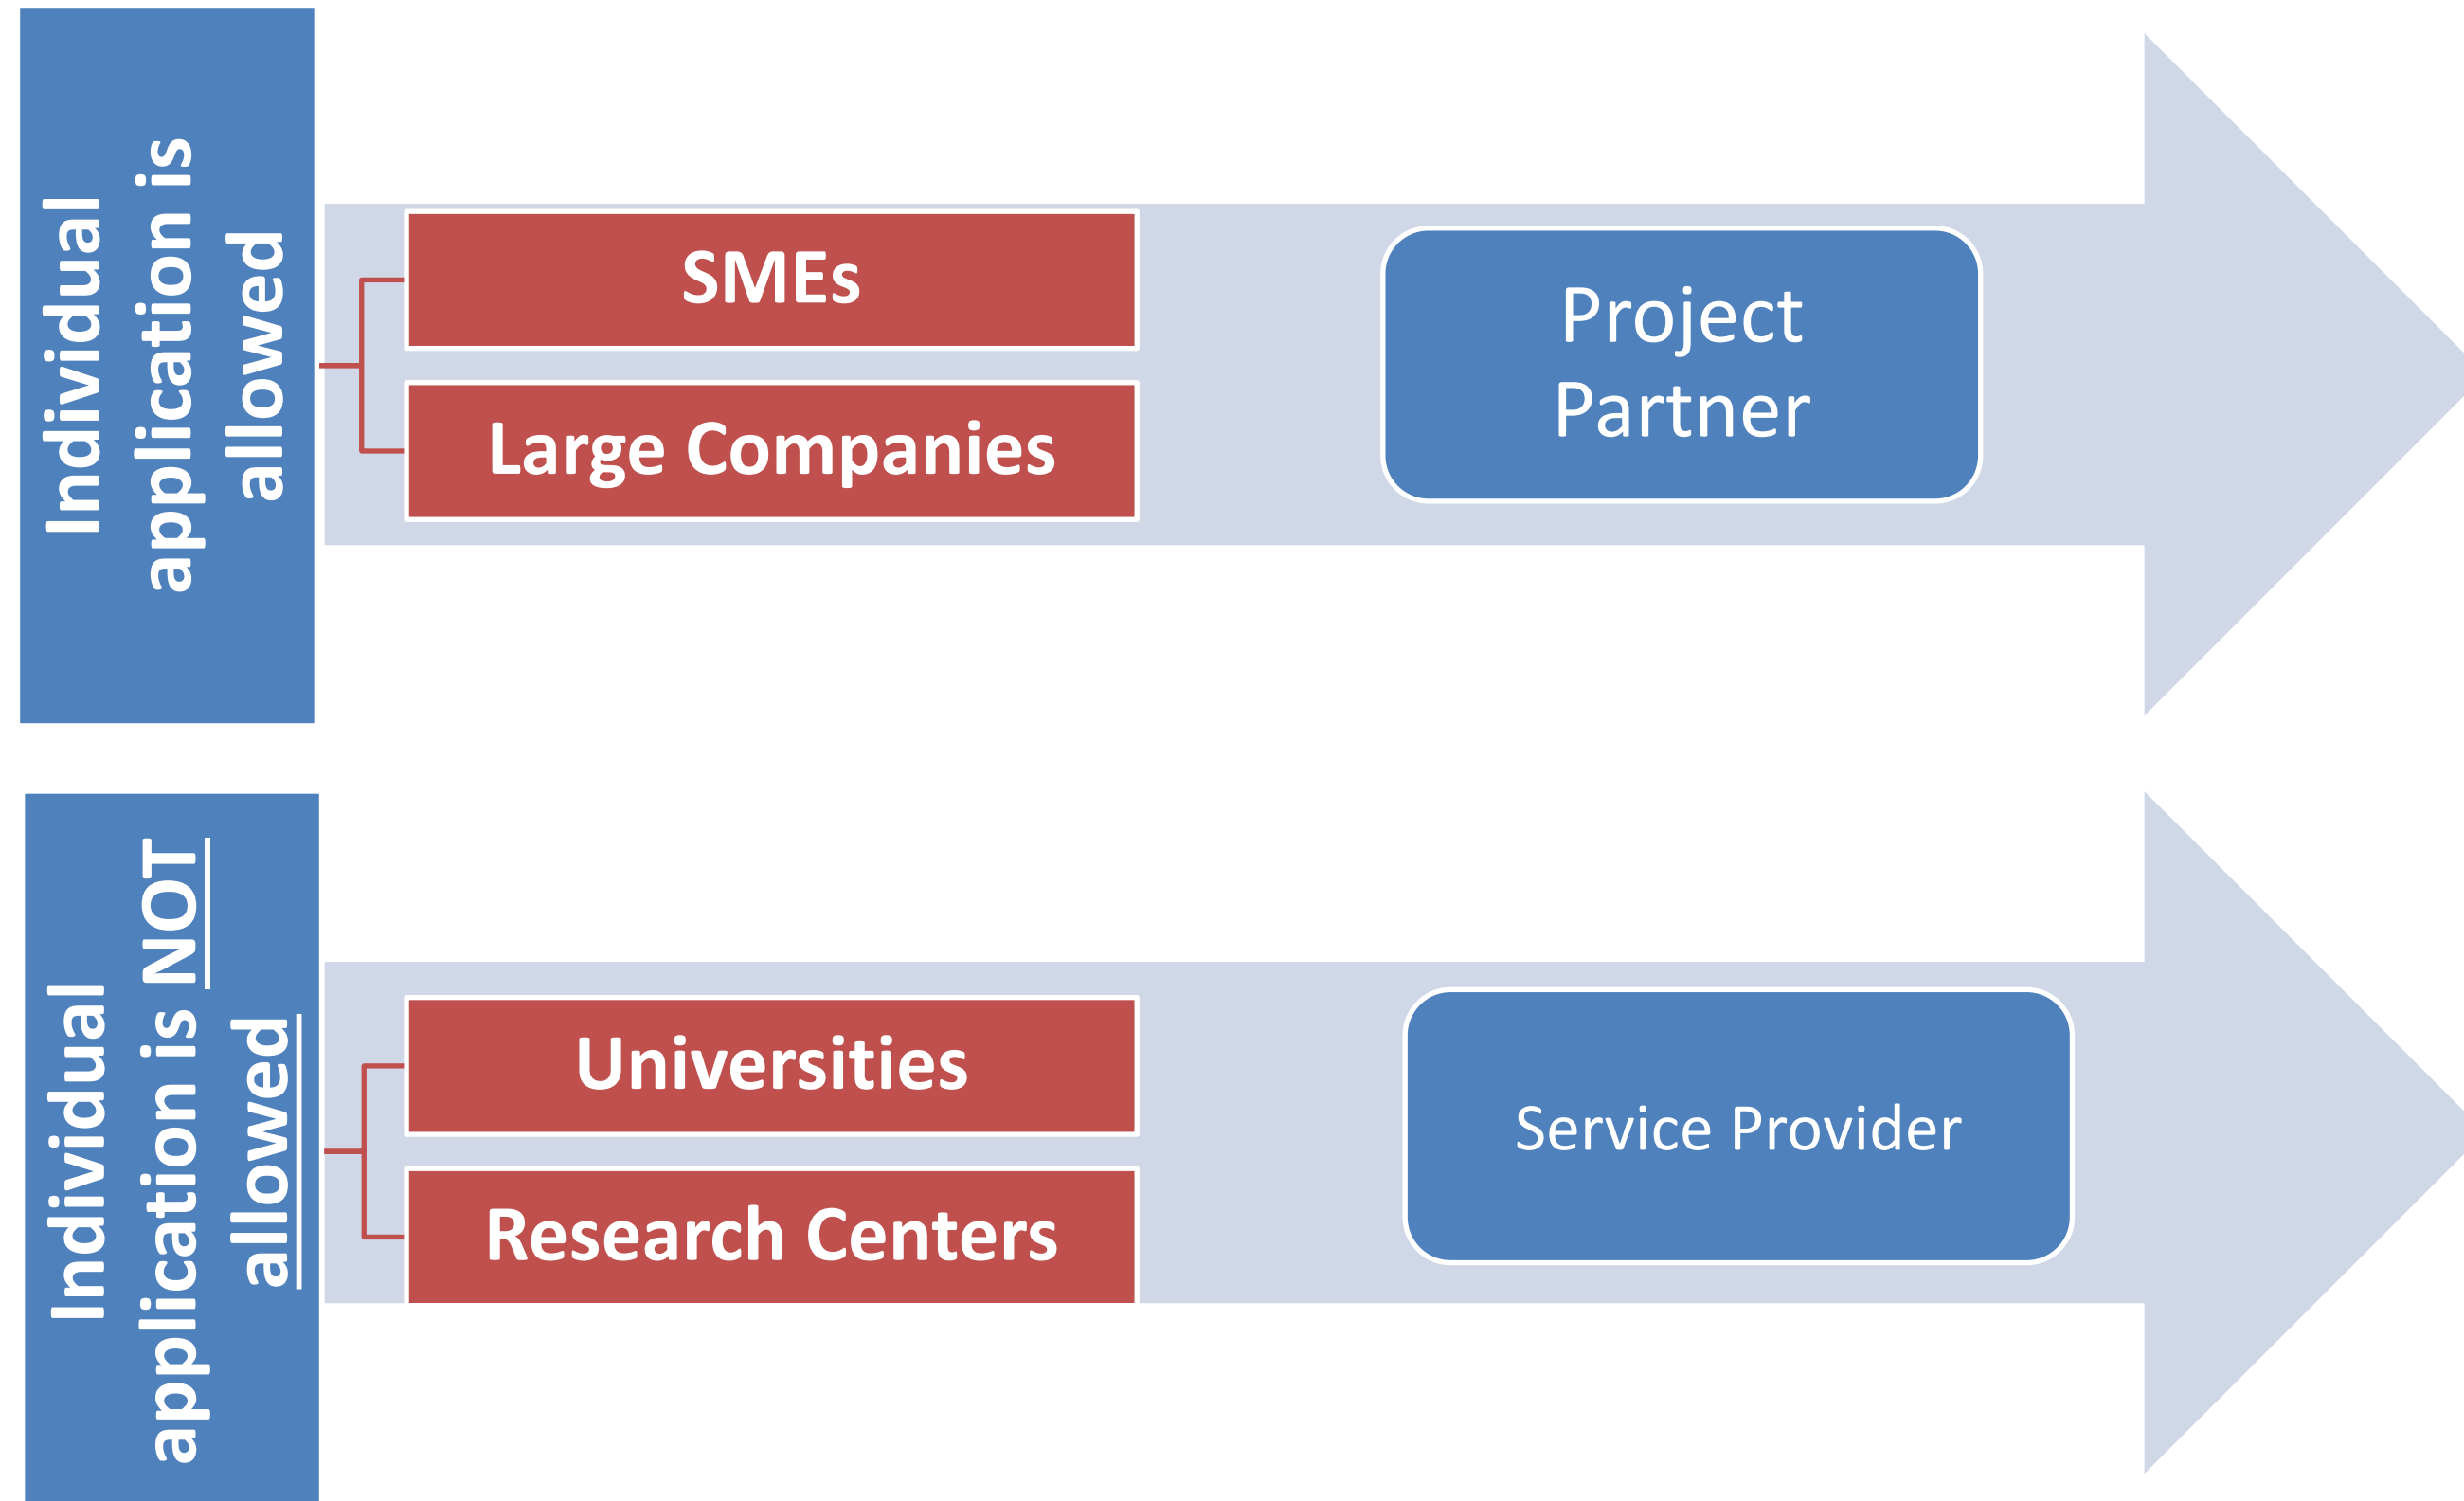 Individual
application is
allowed
SMEs
Large Companies
Project
Partner
Individual
application is NOT
allowed
Universities
Research Centers
Service Provider